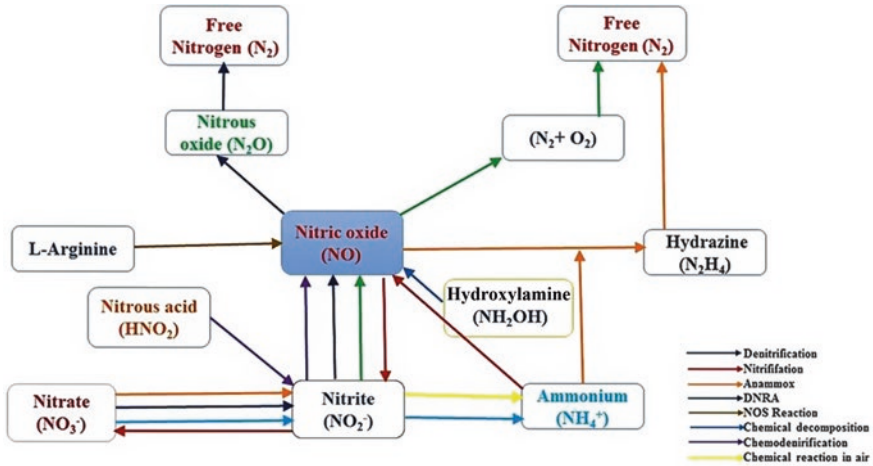 Free
Nitrogen (N2)
Free
Nitrogen (N2)
Nitrous
oxide (N2O)
(N2+ O2)
L-Arginine
Nitric oxide
(NO)
Hydrazine
(N2H4)
Nitrous acid
(HNO2)
Hydroxylamine
(NH2OH)
Nitrate
(NO3-)
Nitrite
(NO2-)
Ammonium
(NH4+)
Denitrification
Nitrififation
Anammox
DNRA
NOS Reaction
Chemical decomposition
Chemodenirification
Chemical reaction in air